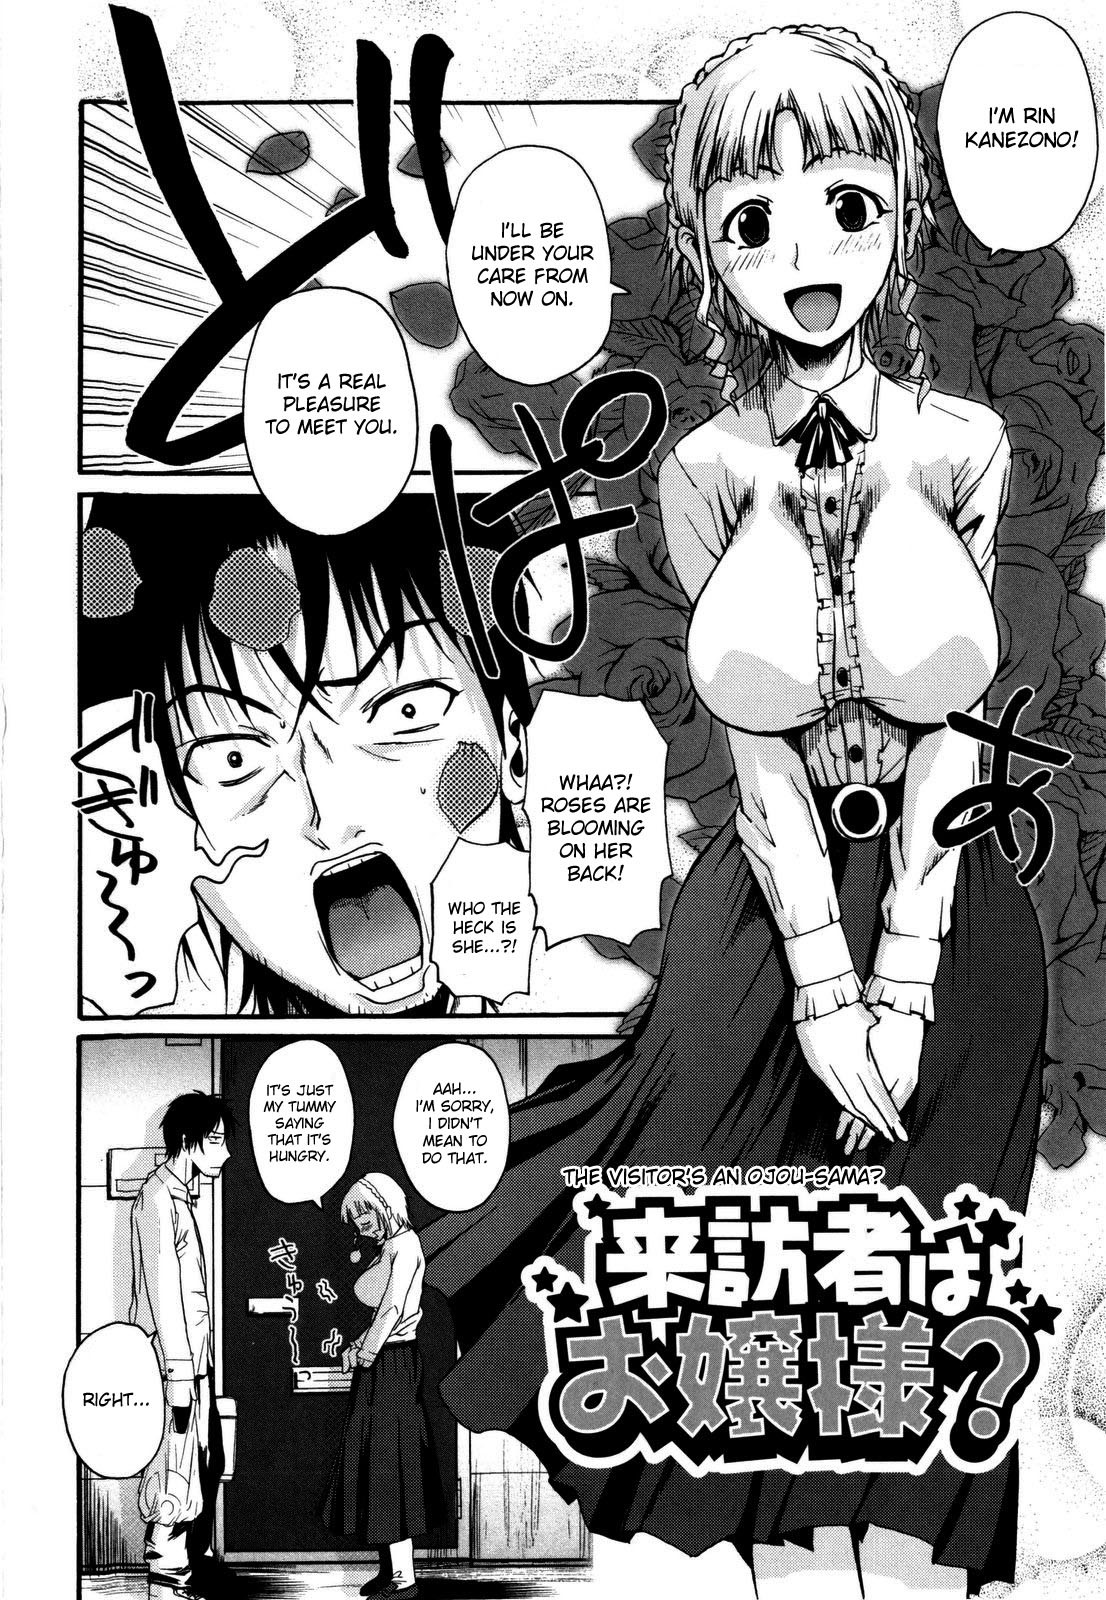 I'M RIN
KANEZONO!
I'LL BE
UNDER YOUR
CARE FROM
NOW ON.
IT'S A REAL
PLEASURE
TO MEET YOU.
ぱ
あ
WHAA?!
ROSES ARE
BLOOMING
ON HER
BACK!
WHO THE
HECK IS
SHE...?!
ぐぎゅ～～っ
AAH...
I'M SORRY,
I DIDN'T
MEAN TO
DO THAT.
IT'S JUST
MY TUMMY
SAYING
THAT IT'S
HUNGRY.
きゅう～
RIGHT...
THE VISITOR'S AN OJOU-SAMA?
来訪者は
お嬢様?